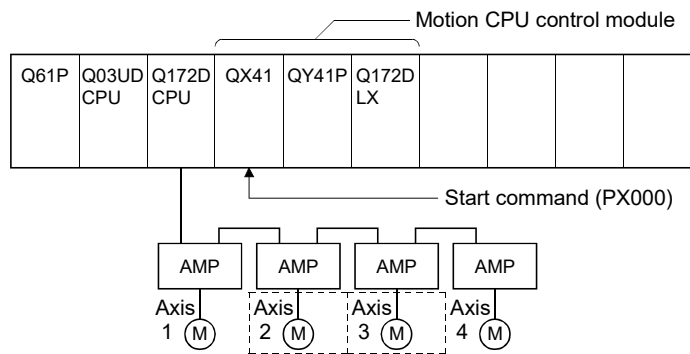 Motion CPU control module
Q61P
Q03UD
CPU
Q172D
CPU
QX41
QY41P
Q172D
LX
Start command (PX000)
AMP
AMP
AMP
AMP
Axis
1
M
Axis
2
M
Axis
3
M
Axis
4
M